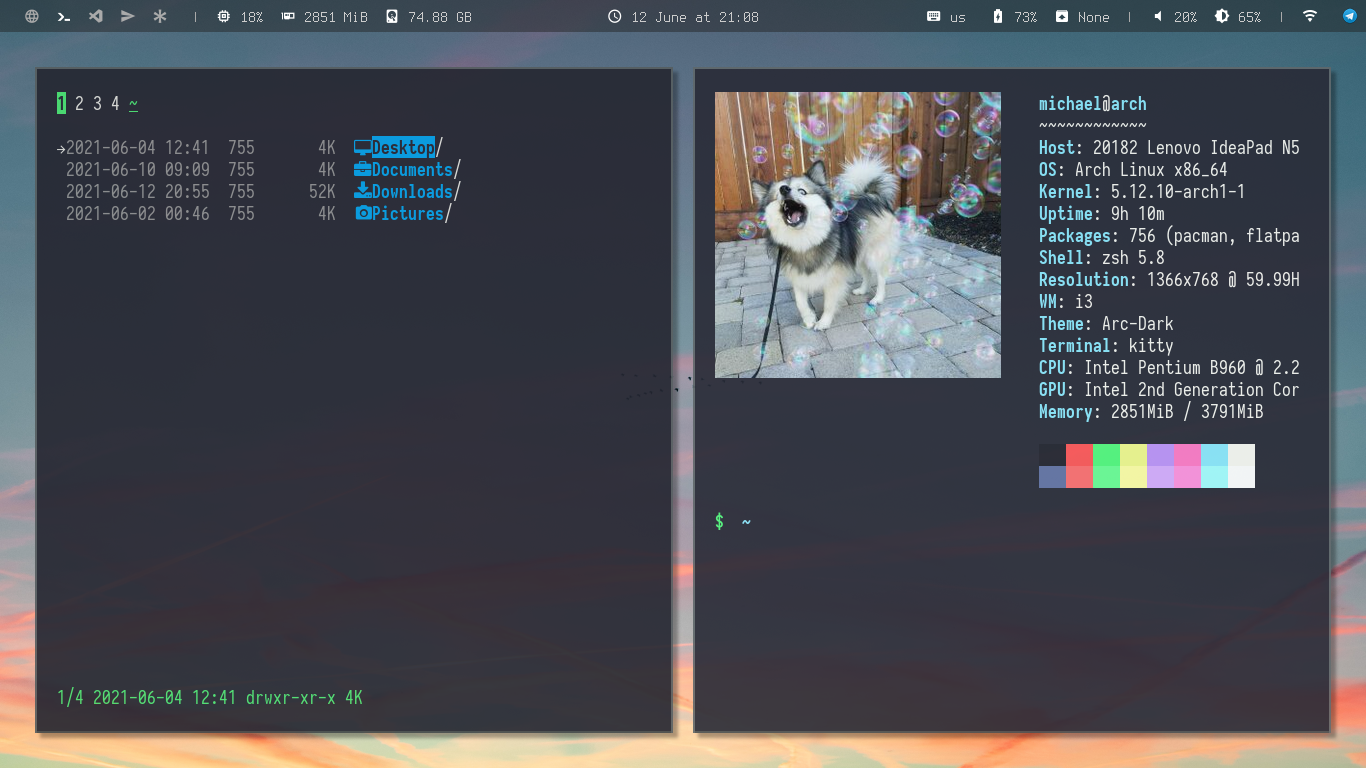 18% 2851 MiB 74.88 GB 12 June at 21:08 us 73% None 20% 65%
1 2 3 4 ~
→2021-06-04 12:41 755 4K Desktop/
2021-06-10 09:09 755 4K Documents/
2021-06-12 20:55 755 52K Downloads/
2021-06-02 00:46 755 4K Pictures/
1/4 2021-06-04 12:41 drwxr-xr-x 4K
michael@arch
~~~~~~~~~~~~
Host: 20182 Lenovo IdeaPad N5
OS: Arch Linux x86_64
Kernel: 5.12.10-arch1-1
Uptime: 9h 10m
Packages: 756 (pacman, flatpa
Shell: zsh 5.8
Resolution: 1366x768 @ 59.99H
WM: i3
Theme: Arc-Dark
Terminal: kitty
CPU: Intel Pentium B960 @ 2.2
GPU: Intel 2nd Generation Cor
Memory: 2851MiB / 3791MiB
$ ~